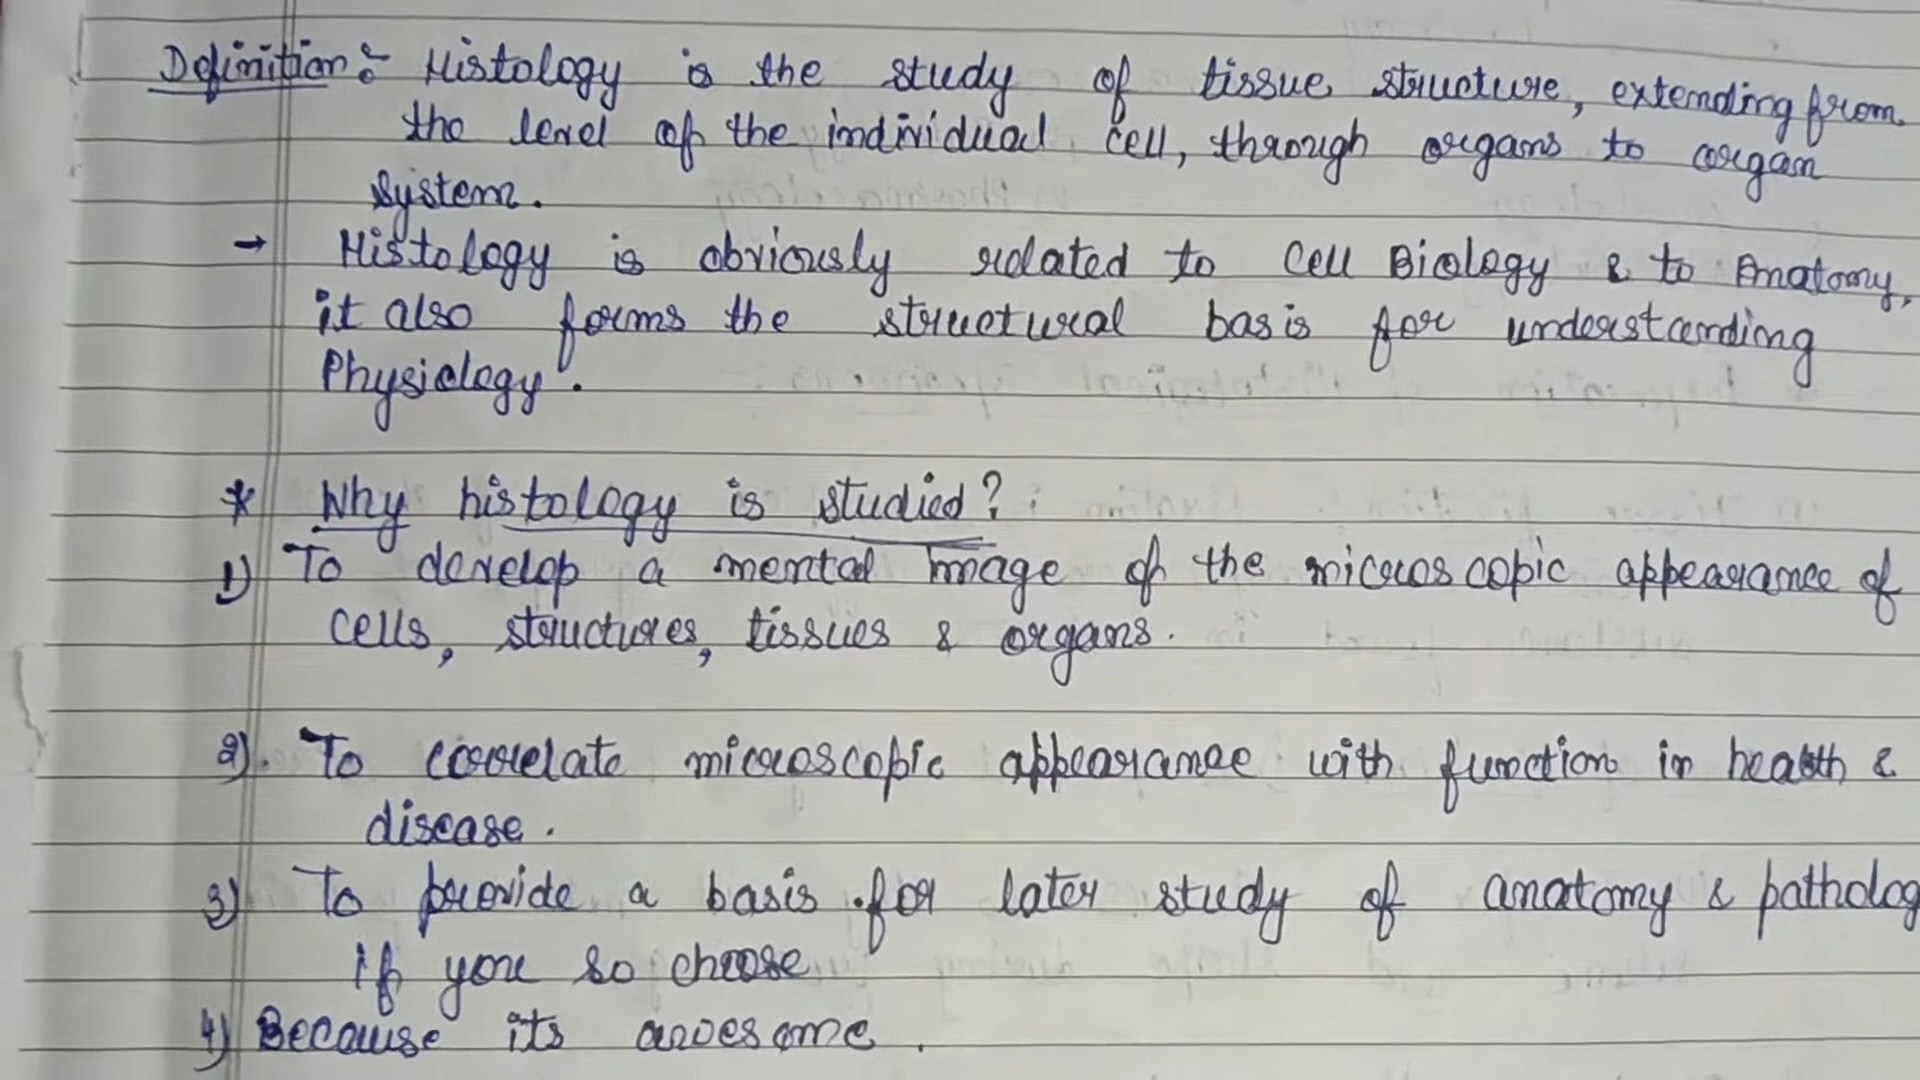 Definition:- Histology is the study of tissue structure, extending from
the level of the individual cell, through organs to organ
system.
→ Histology is obviously related to Cell Biology & to Anatomy,
it also forms the structural basis for understanding
Physiology.
* Why histology is studied?
1) To develop a mental image of the microscopic appearance of
cells, structures, tissues & organs.
2). To correlate microscopic appearance with function in health &
disease.
3) To provide a basis for later study of anatomy & patholog
if you so choose
4) Because its awesome.